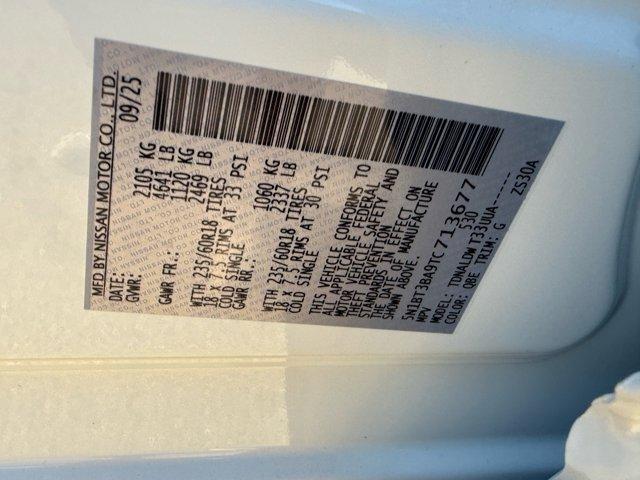 MFD BY NISSAN MOTOR CO., LTD.
DATE: 09/25
GVWR: 2105 KG
4641 LB
GAWR FR.: 1120 KG
2469 LB
WITH 235/60R18 TIRES
18 X 7.5 RIMS AT 33 PSI
COLD SINGLE
GAWR RR.: 1060 KG
2337 LB
WITH 235/60R18 TIRES
18 X 7.5 RIMS AT 30 PSI
COLD SINGLE
THIS VEHICLE CONFORMS TO
ALL APPLICABLE FEDERAL
MOTOR VEHICLE SAFETY AND
THEFT PREVENTION
STANDARDS IN EFFECT ON
THE DATE OF MANUFACTURE
SHOWN ABOVE.
5N1BT3BA9TC713677
MPV 530
MODEL: TDWALDW T33UUA------
COLOR: QBE TRIM: G ZS30A